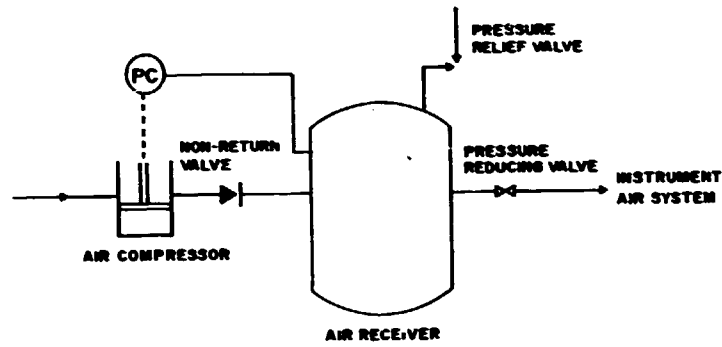 PRESSURE
RELIEF VALVE
PC
NON-RETURN
VALVE
PRESSURE
REDUCING VALVE
INSTRUMENT
AIR SYSTEM
AIR COMPRESSOR
AIR RECEIVER